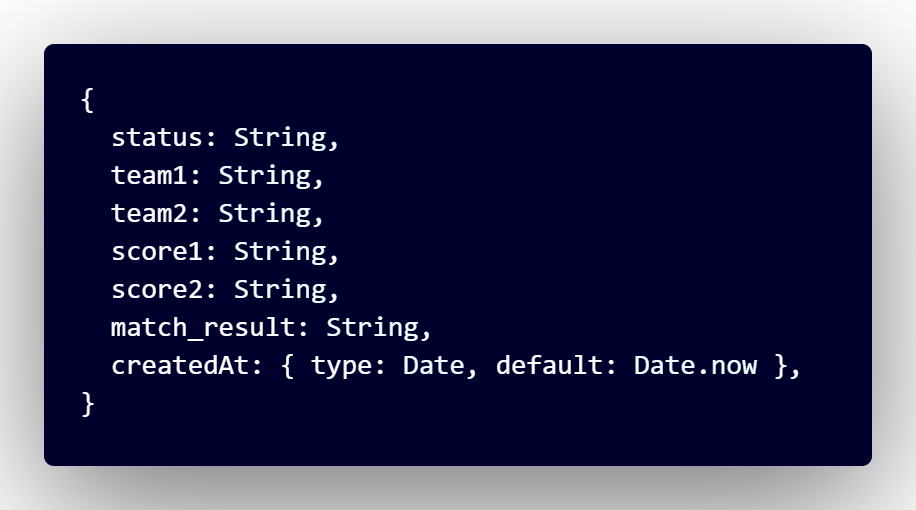 {
  status: String,
  team1: String,
  team2: String,
  score1: String,
  score2: String,
  match_result: String,
  createdAt: { type: Date, default: Date.now },
}